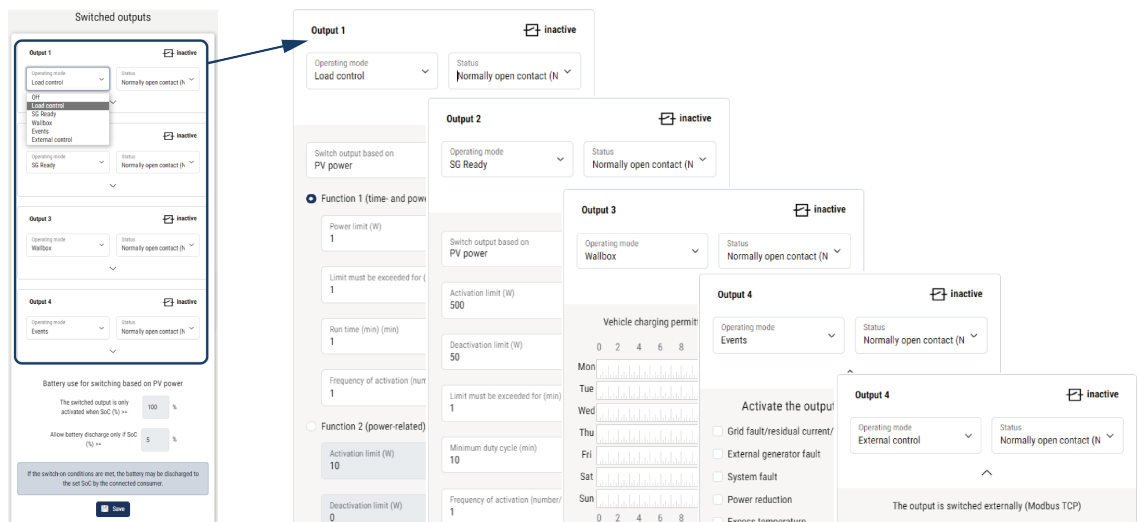 Switched outputs
Output 1
inactive
Operating mode
Load control
Status
Normally open contact (N
Off
Load control
SG Ready
Wallbox
Events
External control
inactive
Operating mode
SG Ready
Status
Normally open contact (N
Output 3
inactive
Operating mode
Wallbox
Status
Normally open contact (N
Output 4
inactive
Operating mode
Events
Status
Normally open contact (N
Battery use for switching based on PV power
The switched output is only
activated when SoC (%) >=
100
%
Allow battery discharge only if SoC
(%) >=
5
%
If the switch-on conditions are met, the battery may be discharged to
the set SoC by the connected consumer.
Save
Output 1
inactive
Operating mode
Load control
Status
Normally open contact (N
Switch output based on
PV power
Function 1 (time- and powe
Power limit (W)
1
Limit must be exceeded for (
1
Run time (min) (min)
1
Frequency of activation (num
1
Function 2 (power-related)
Activation limit (W)
10
Deactivation limit (W)
0
Output 2
inactive
Operating mode
SG Ready
Status
Normally open contact (N
Switch output based on
PV power
Activation limit (W)
500
Deactivation limit (W)
50
Limit must be exceeded for (min)
1
Minimum duty cycle (min)
10
Frequency of activation (number/
1
Output 3
inactive
Operating mode
Wallbox
Status
Normally open contact (N
Vehicle charging permitt
0 2 4 6 8
Mon
Tue
Wed
Thu
Fri
Sat
Sun
0 2 4 6 8
Output 4
inactive
Operating mode
Events
Status
Normally open contact (N
Activate the output
Grid fault/residual current/
External generator fault
System fault
Power reduction
Excess temperature
Output 4
inactive
Operating mode
External control
Status
Normally open contact (N
The output is switched externally (Modbus TCP)